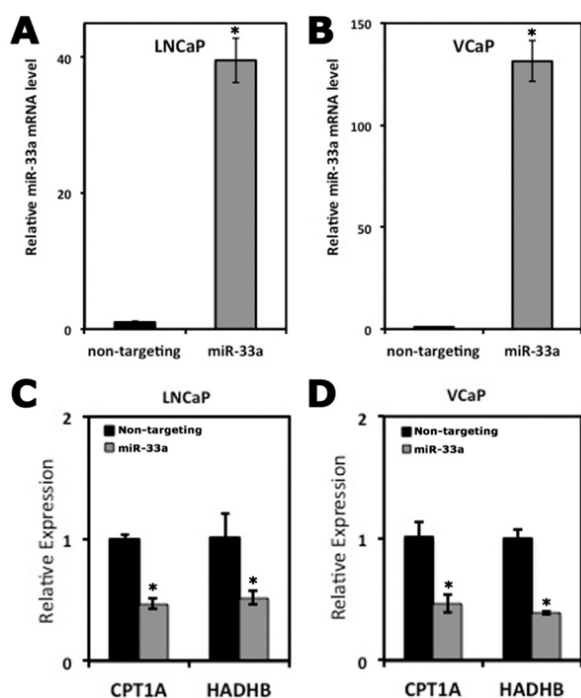 A
LNCaP
Relative miR-33a mRNA level
40
20
0
*
non-targeting
miR-33a
B
VCaP
Relative miR-33a mRNA level
150
100
50
0
*
non-targeting
miR-33a
C
LNCaP
Relative Expression
2
1
0
Non-targeting
miR-33a
*
*
CPT1A
HADHB
D
VCaP
Relative Expression
2
1
0
Non-targeting
miR-33a
*
*
CPT1A
HADHB